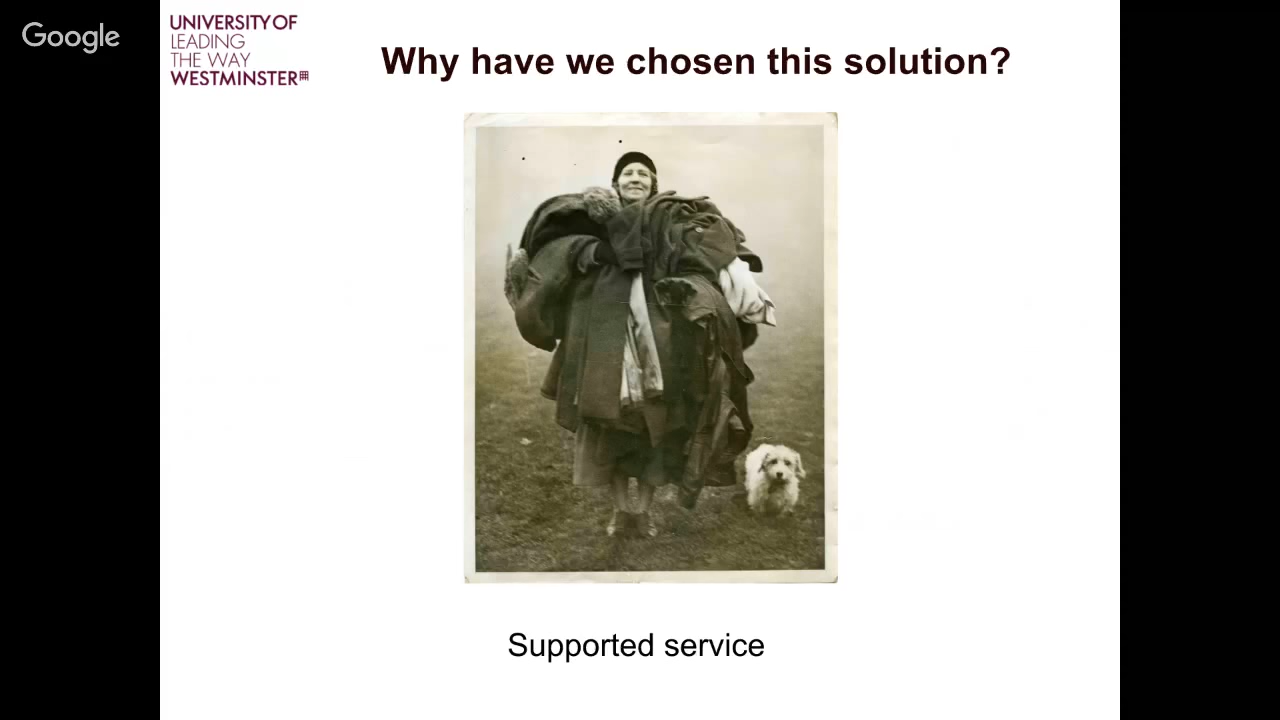 Google
UNIVERSITY OF
LEADING
THE WAY
WESTMINSTER
Why have we chosen this solution?
Supported service